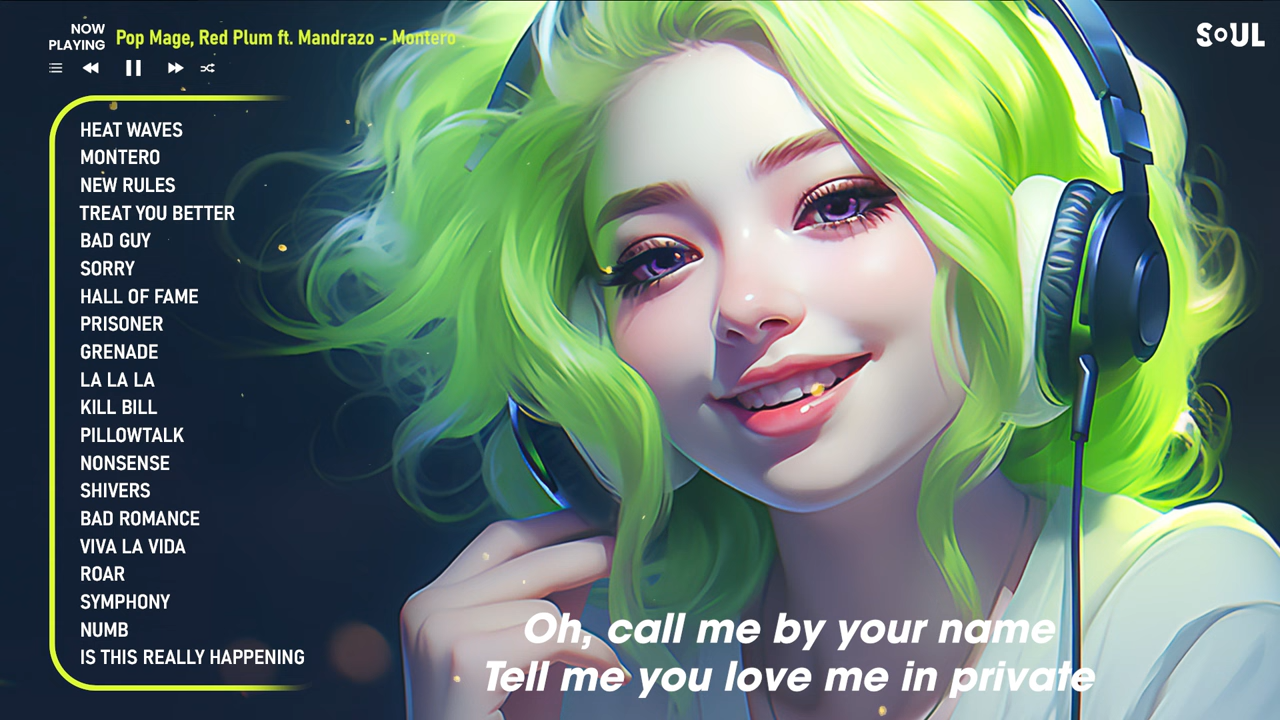 NOW
PLAYING
Pop Mage, Red Plum ft. Mandrazo - Montero
SOUL
HEAT WAVES
MONTERO
NEW RULES
TREAT YOU BETTER
BAD GUY
SORRY
HALL OF FAME
PRISONER
GRENADE
LA LA LA
KILL BILL
PILLOWTALK
NONSENSE
SHIVERS
BAD ROMANCE
VIVA LA VIDA
ROAR
SYMPHONY
NUMB
IS THIS REALLY HAPPENING
Oh, call me by your name
Tell me you love me in private